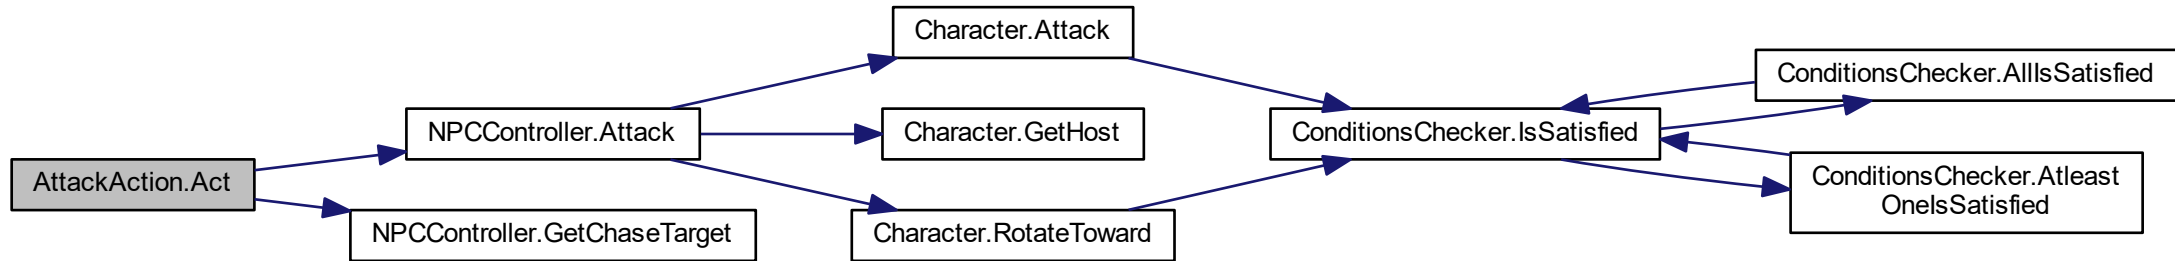 AttackAction.Act
NPCController.Attack
NPCController.GetChaseTarget
Character.Attack
Character.GetHost
Character.RotateToward
ConditionsChecker.IsSatisfied
ConditionsChecker.AllIsSatisfied
ConditionsChecker.Atleast
OneIsSatisfied